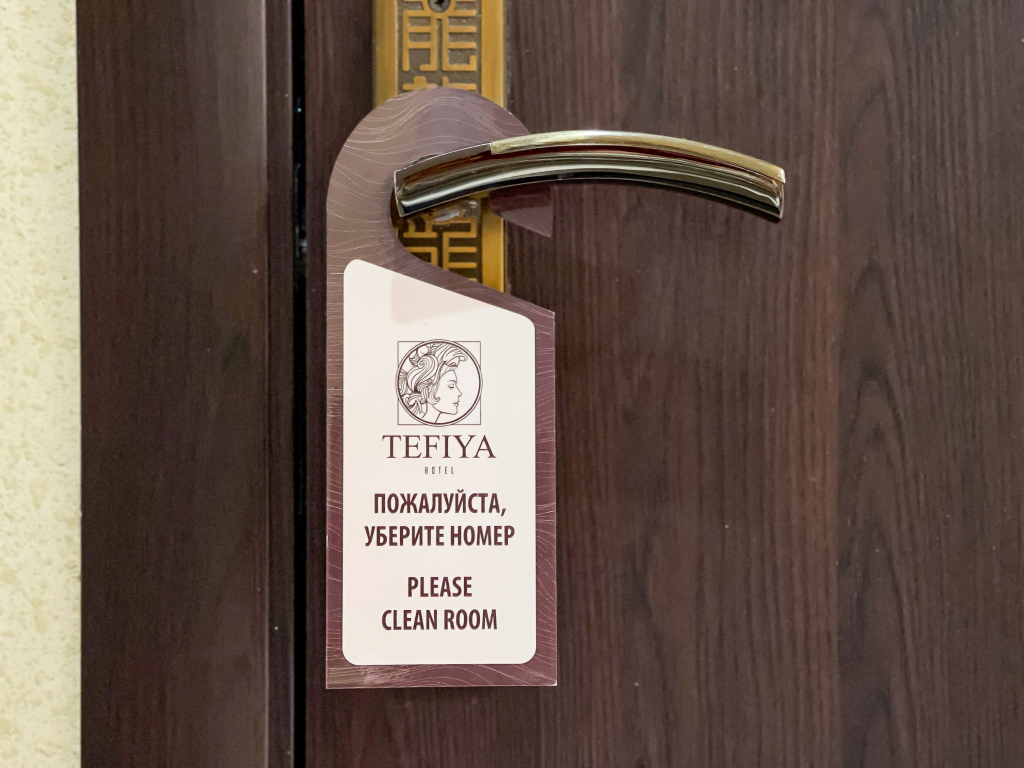 TEFIYA
HOTEL
ПОЖАЛУЙСТА,
УБЕРИТЕ НОМЕР
PLEASE
CLEAN ROOM